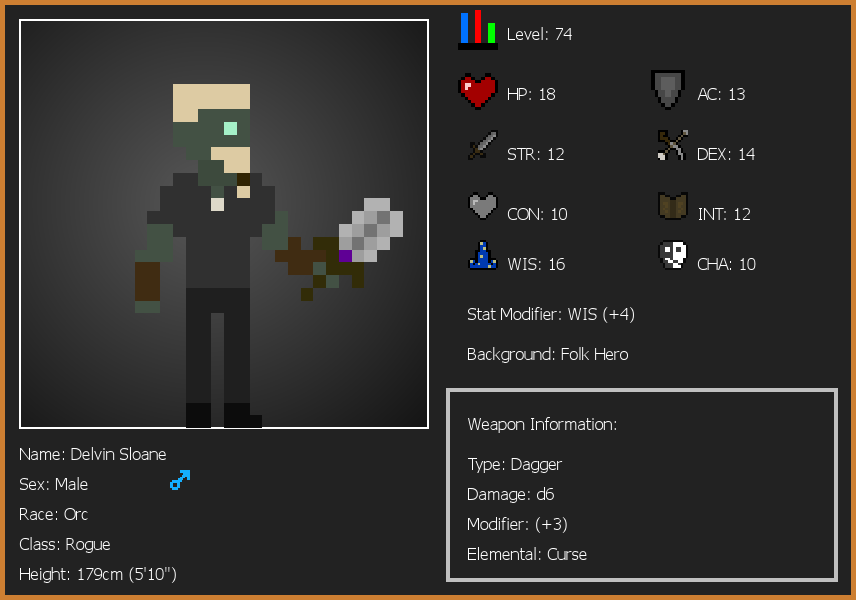 Level: 74
HP: 18
AC: 13
STR: 12
DEX: 14
CON: 10
INT: 12
WIS: 16
CHA: 10
Stat Modifier: WIS (+4)
Background: Folk Hero
Weapon Information:
Type: Dagger
Damage: d6
Modifier: (+3)
Elemental: Curse
Name: Delvin Sloane
Sex: Male
Race: Orc
Class: Rogue
Height: 179cm (5'10")